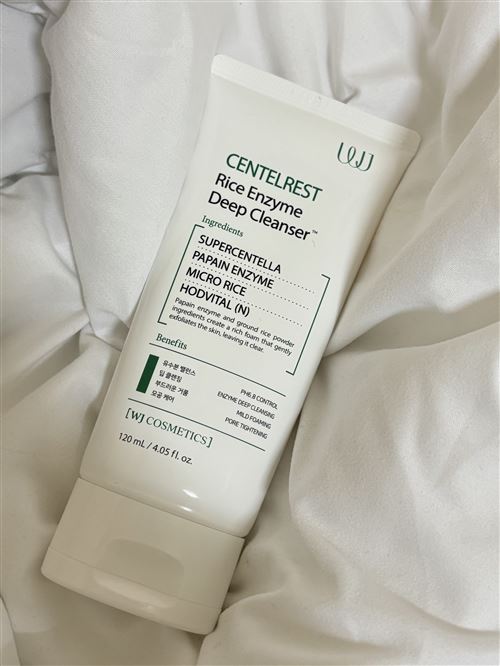 WJ
CENTELREST
Rice Enzyme
Deep Cleanser™
Ingredients
SUPERCENTELLA
PAPAIN ENZYME
MICRO RICE
HODVITAL (N)
Papain enzyme and ground rice powder
ingredients create a rich foam that gently
exfoliates the skin, leaving it clear.
Benefits
유수분 밸런스
딥 클렌징
부드러운 거품
모공 케어
PH6.8 CONTROL
ENZYME DEEP CLEANSING
MILD FOAMING
PORE TIGHTENING
[WJ COSMETICS]
120 mL / 4.05 fl. oz.